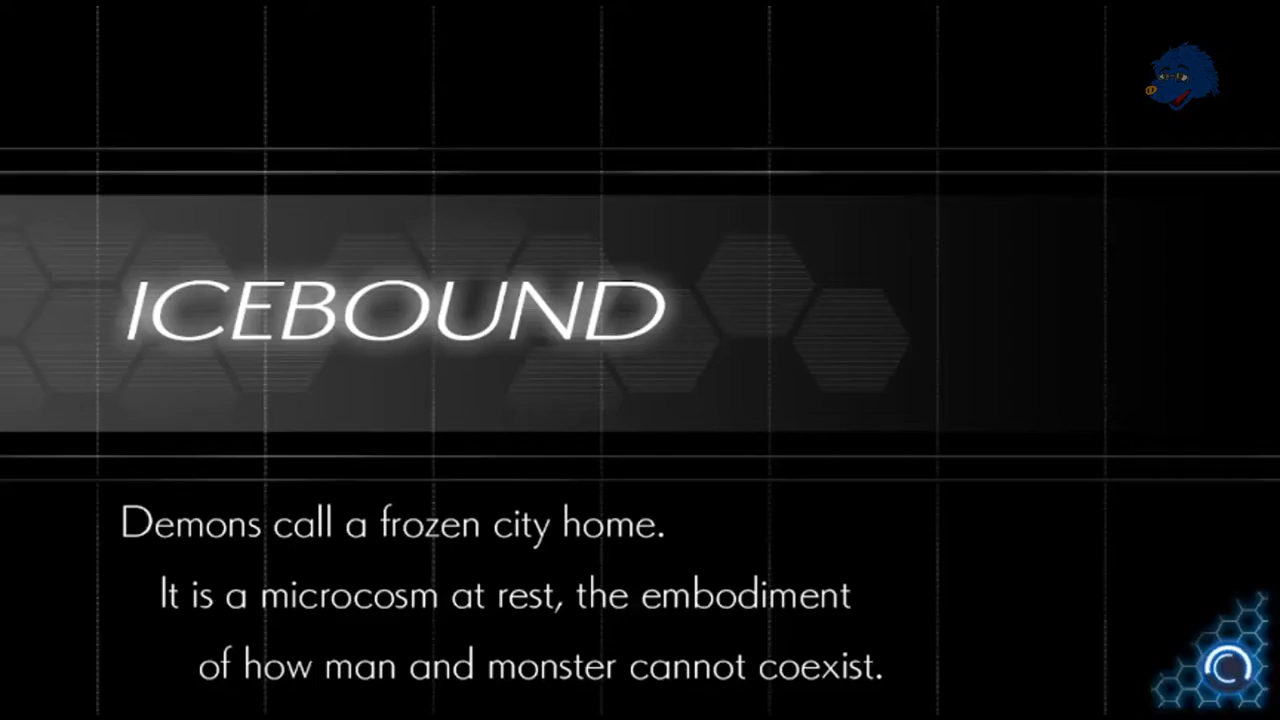 ICEBOUND
Demons call a frozen city home.
It is a microcosm at rest, the embodiment
of how man and monster cannot coexist.